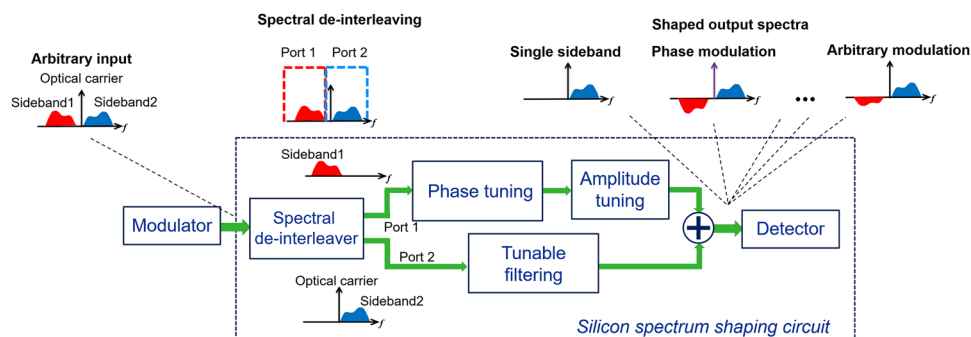 Spectral de-interleaving
Port 1
Port 2
Arbitrary input
Optical carrier
Sideband1
Sideband2
f
f
Shaped output spectra
Single sideband
Phase modulation
Arbitrary modulation
f
f
...
f
Sideband1
f
Modulator
Spectral
de-interleaver
Port 1
Port 2
Phase tuning
Amplitude
tuning
Tunable
filtering
+
Detector
Optical carrier
Sideband2
f
Silicon spectrum shaping circuit